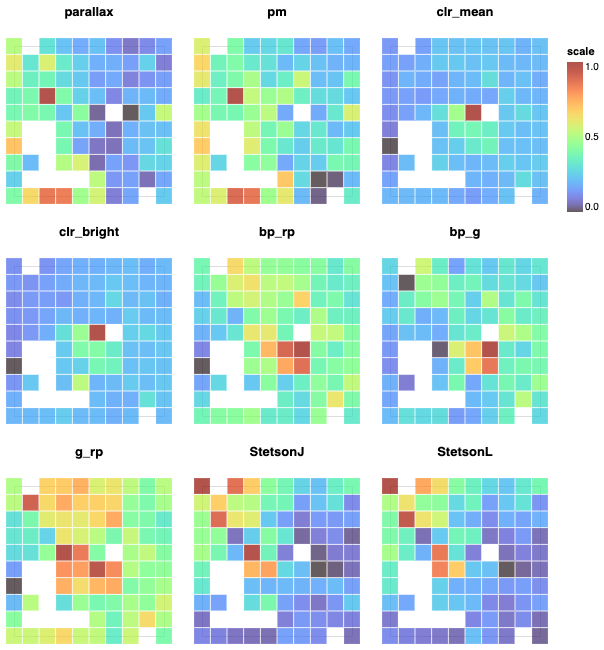 parallax pm clr_mean
scale
1.0
0.5
0.0
clr_bright bp_rp bp_g
g_rp StetsonJ StetsonL